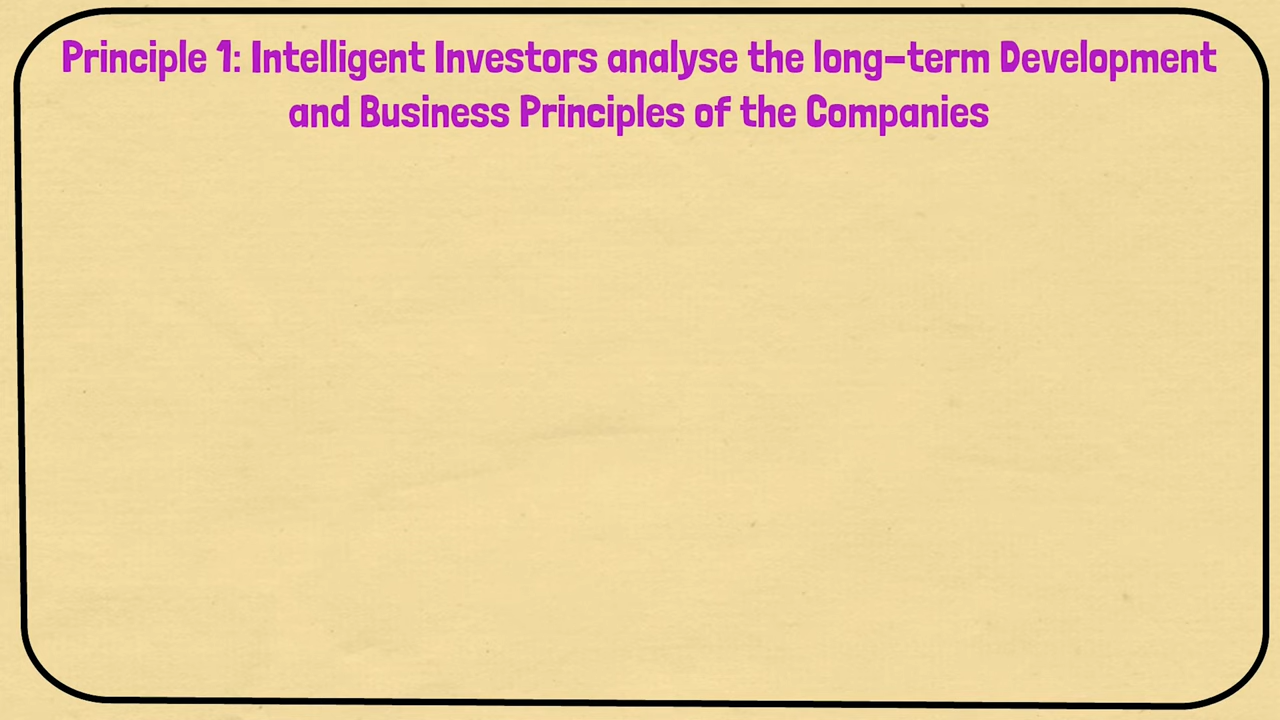 Principle 1: Intelligent Investors analyse the long-term Development
and Business Principles of the Companies